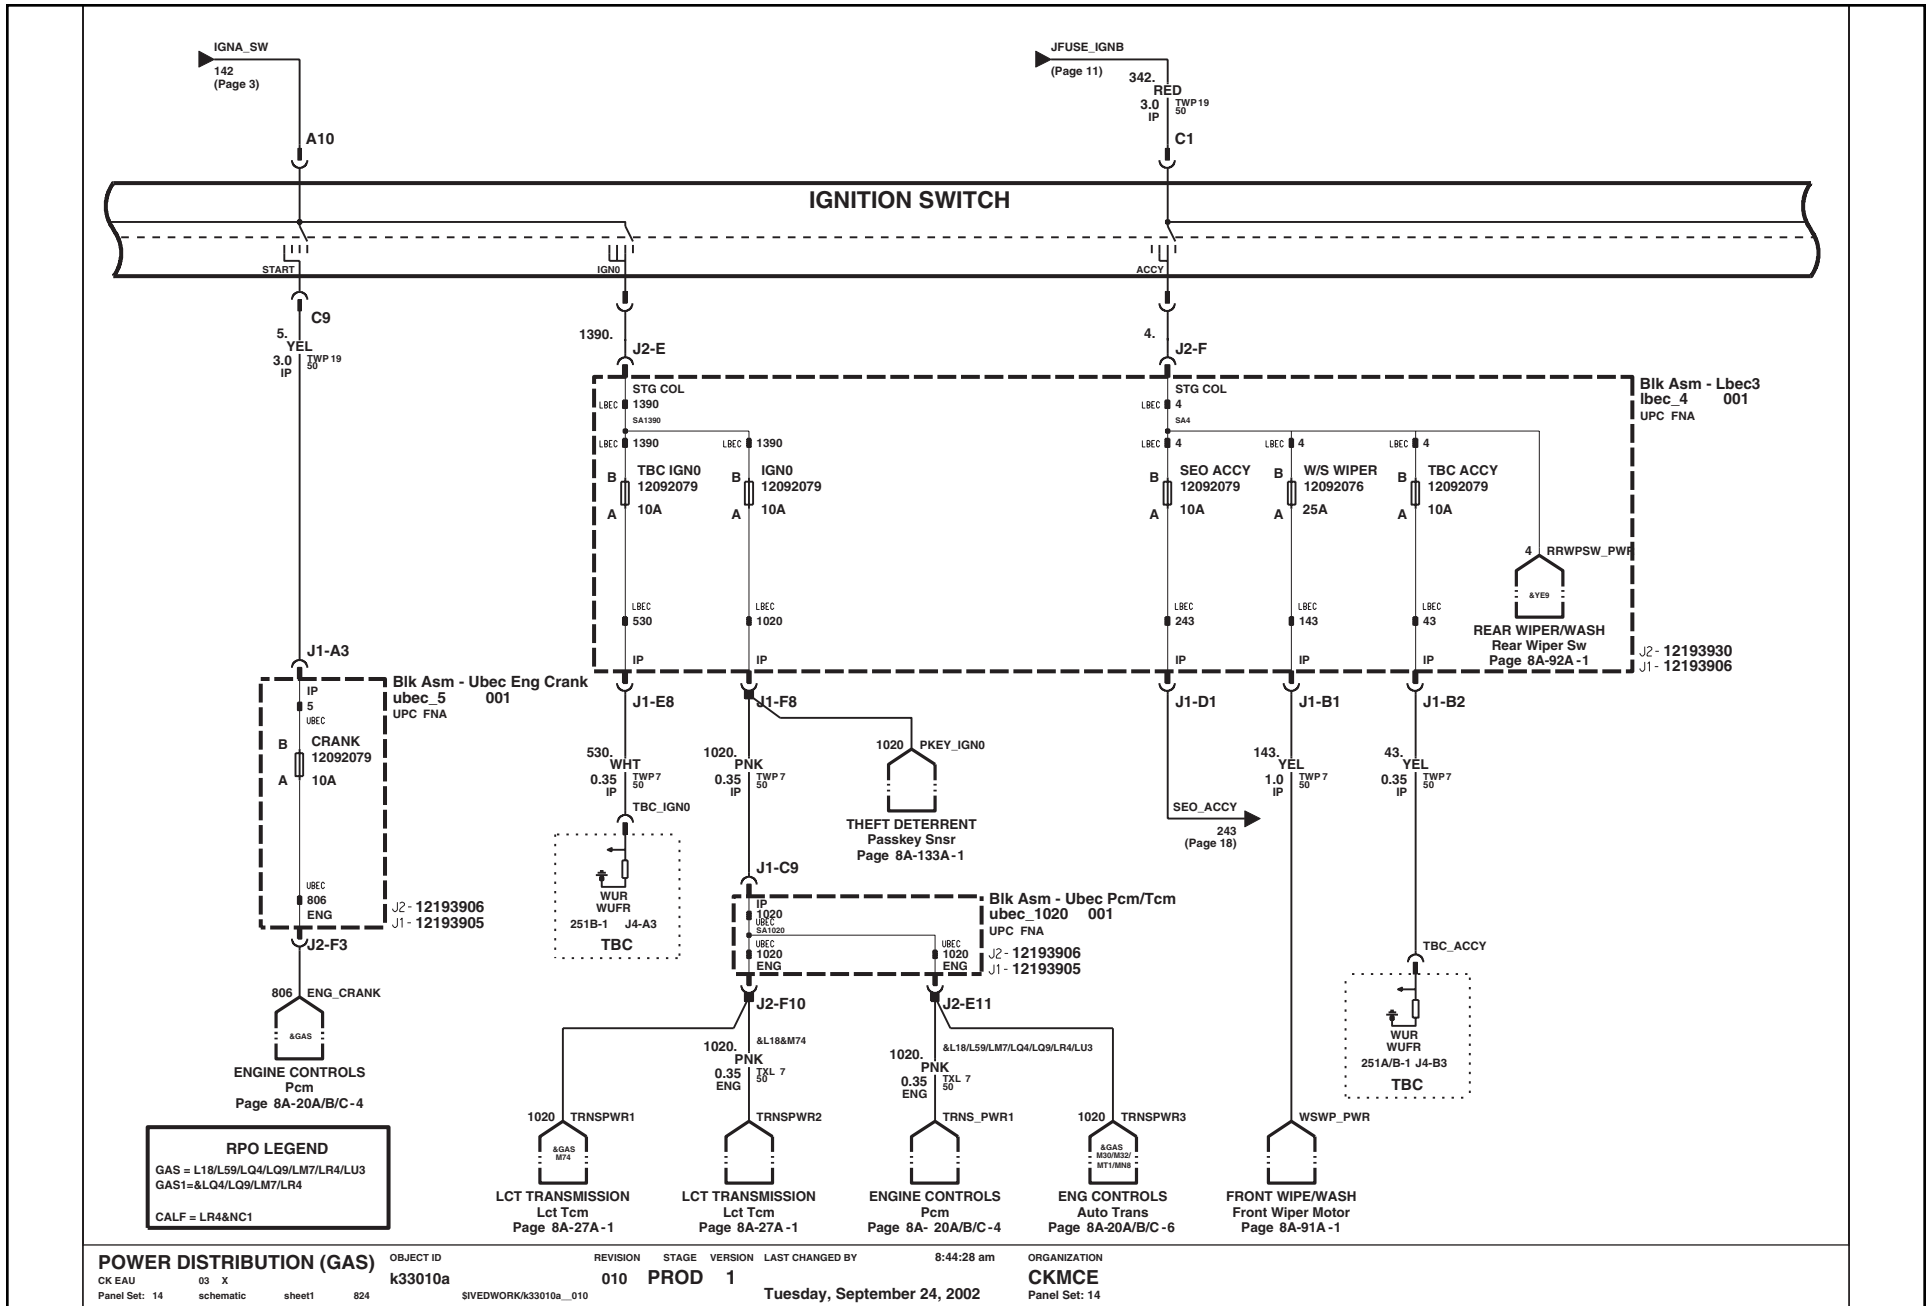 IGNA_SW
142
(Page 3)
JFUSE_IGNB
(Page 11)
342.
RED
3.0 TWP 19
50
IP
A10
C1
IGNITION SWITCH
START
IGN0
ACCY
C9
5.
YEL
3.0 TWP 19
50
IP
1390.
J2-E
4.
J2-F
STG COL
LBEC 1390
SA1390
LBEC 1390
LBEC 1390
B TBC IGN0
12092079
A 10A
B IGN0
12092079
A 10A
STG COL
LBEC 4
SA4
LBEC 4
LBEC 4
LBEC 4
B SEO ACCY
12092079
A 10A
B W/S WIPER
12092076
A 25A
B TBC ACCY
12092079
A 10A
Blk Asm - Lbec3
lbec_4 001
UPC FNA
4 RRWPSW_PWR
&YE9
REAR WIPER/WASH
Rear Wiper Sw
Page 8A-92A-1
J2- 12193930
J1- 12193906
LBEC
530
IP
LBEC
1020
IP
LBEC
243
IP
LBEC
143
IP
LBEC
43
IP
J1-A3
Blk Asm - Ubec Eng Crank
ubec_5 001
UPC FNA
IP
5
UBEC
B CRANK
12092079
A 10A
UBEC
806
ENG
J2- 12193906
J1- 12193905
J2-F3
806 ENG_CRANK
&GAS
ENGINE CONTROLS
Pcm
Page 8A-20A/B/C-4
J1-E8
J1-F8
J1-D1
J1-B1
J1-B2
530.
WHT
0.35 TWP 7
50
IP
TBC_IGN0
WUR
WUFR
251B-1 J4-A3
TBC
1020.
PNK
0.35 TWP 7
50
IP
1020 PKEY_IGN0
THEFT DETERRENT
Passkey Snsr
Page 8A-133A-1
SEO_ACCY
243
(Page 18)
143.
YEL
1.0 TWP 7
50
IP
43.
YEL
0.35 TWP 7
50
IP
J1-C9
IP
1020
UBEC
SA1020
UBEC
1020
ENG
UBEC
1020
ENG
Blk Asm - Ubec Pcm/Tcm
ubec_1020 001
UPC FNA
J2- 12193906
J1- 12193905
J2-F10
J2-E11
&L18&M74
1020.
PNK
0.35 TXL 7
50
ENG
&L18/L59/LM7/LQ4/LQ9/LR4/LU3
1020.
PNK
0.35 TXL 7
50
ENG
TBC_ACCY
WUR
WUFR
251A/B-1 J4-B3
TBC
1020 TRNSPWR1
&GAS
M74
LCT TRANSMISSION
Lct Tcm
Page 8A-27A-1
TRNSPWR2
LCT TRANSMISSION
Lct Tcm
Page 8A-27A-1
TRNS_PWR1
ENGINE CONTROLS
Pcm
Page 8A- 20A/B/C-4
1020 TRNSPWR3
&GAS
M30/M32/
MT1/MN8
ENG CONTROLS
Auto Trans
Page 8A-20A/B/C-6
WSWP_PWR
FRONT WIPE/WASH
Front Wiper Motor
Page 8A-91A-1
RPO LEGEND
GAS = L18/L59/LQ4/LQ9/LM7/LR4/LU3
GAS1=&LQ4/LQ9/LM7/LR4
CALF = LR4&NC1
POWER DISTRIBUTION (GAS)
CK EAU 03 X
Panel Set: 14 schematic sheet1 824
OBJECT ID
k33010a
$IVEDWORK/k33010a__010
REVISION STAGE VERSION LAST CHANGED BY
010 PROD 1
8:44:28 am
Tuesday, September 24, 2002
ORGANIZATION
CKMCE
Panel Set: 14